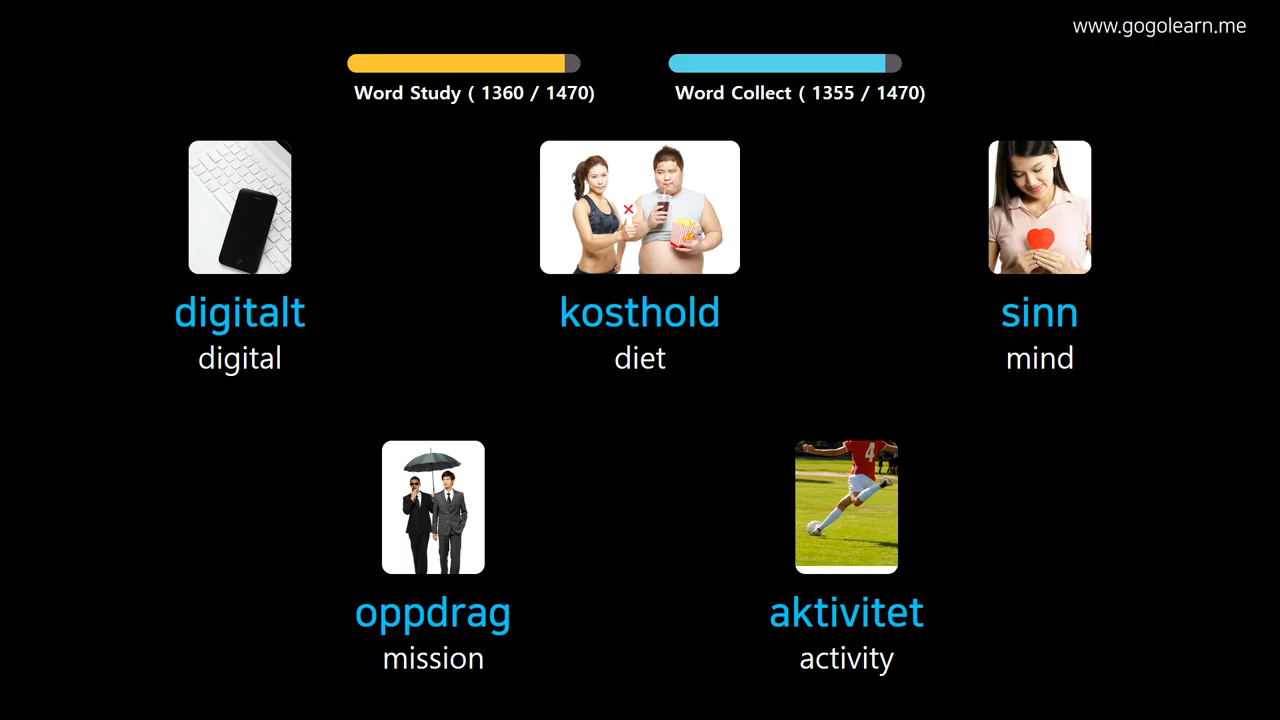 www.gogolearn.me
Word Study ( 1360 / 1470)
Word Collect ( 1355 / 1470)
digitalt
digital
kosthold
diet
sinn
mind
4
oppdrag
mission
aktivitet
activity